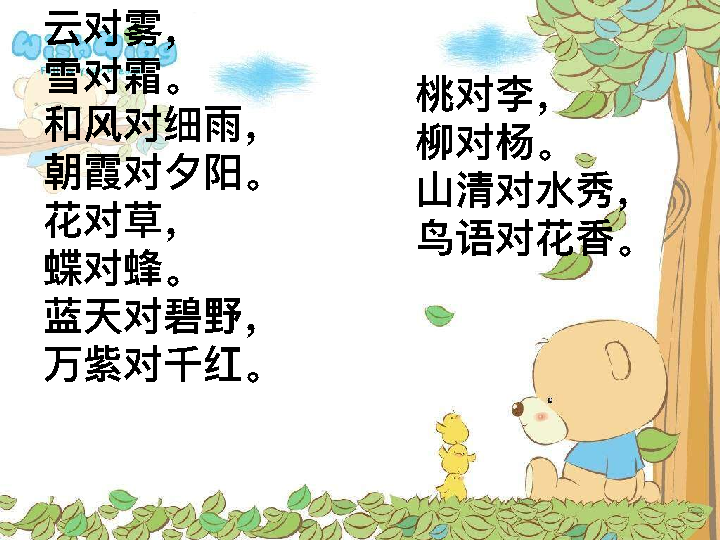 云对雾，
雪对霜。
和风对细雨，
朝霞对夕阳。
花对草，
蝶对蜂。
蓝天对碧野，
万紫对千红。
桃对李，
柳对杨。
山清对水秀，
鸟语对花香。